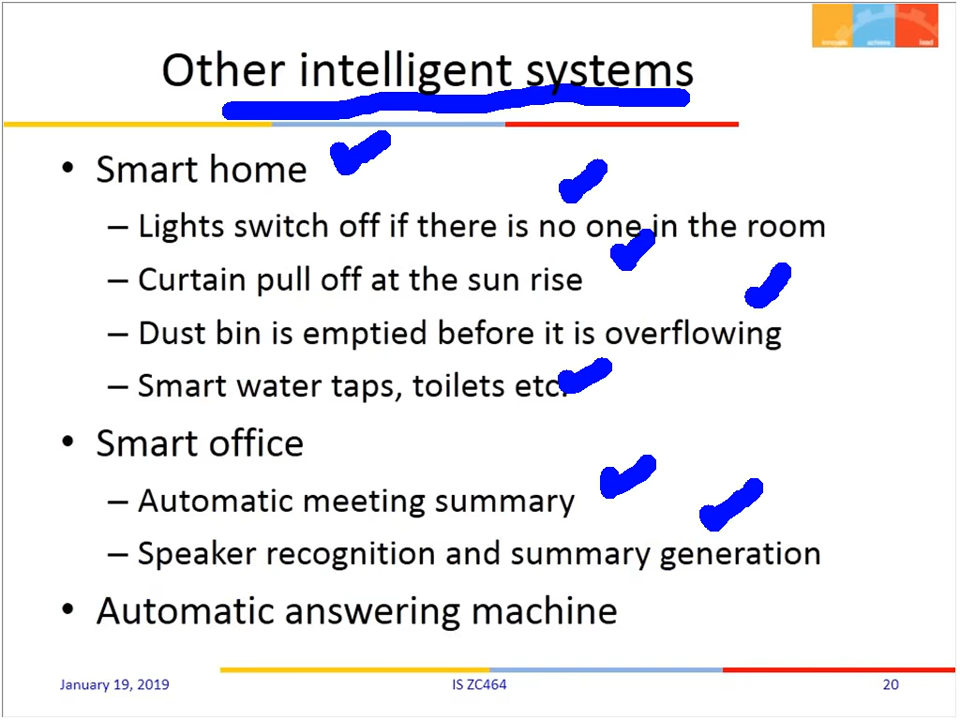 Other intelligent systems
• Smart home
– Lights switch off if there is no one in the room
– Curtain pull off at the sun rise
– Dust bin is emptied before it is overflowing
– Smart water taps, toilets etc.
• Smart office
– Automatic meeting summary
– Speaker recognition and summary generation
• Automatic answering machine
January 19, 2019 IS ZC464 20